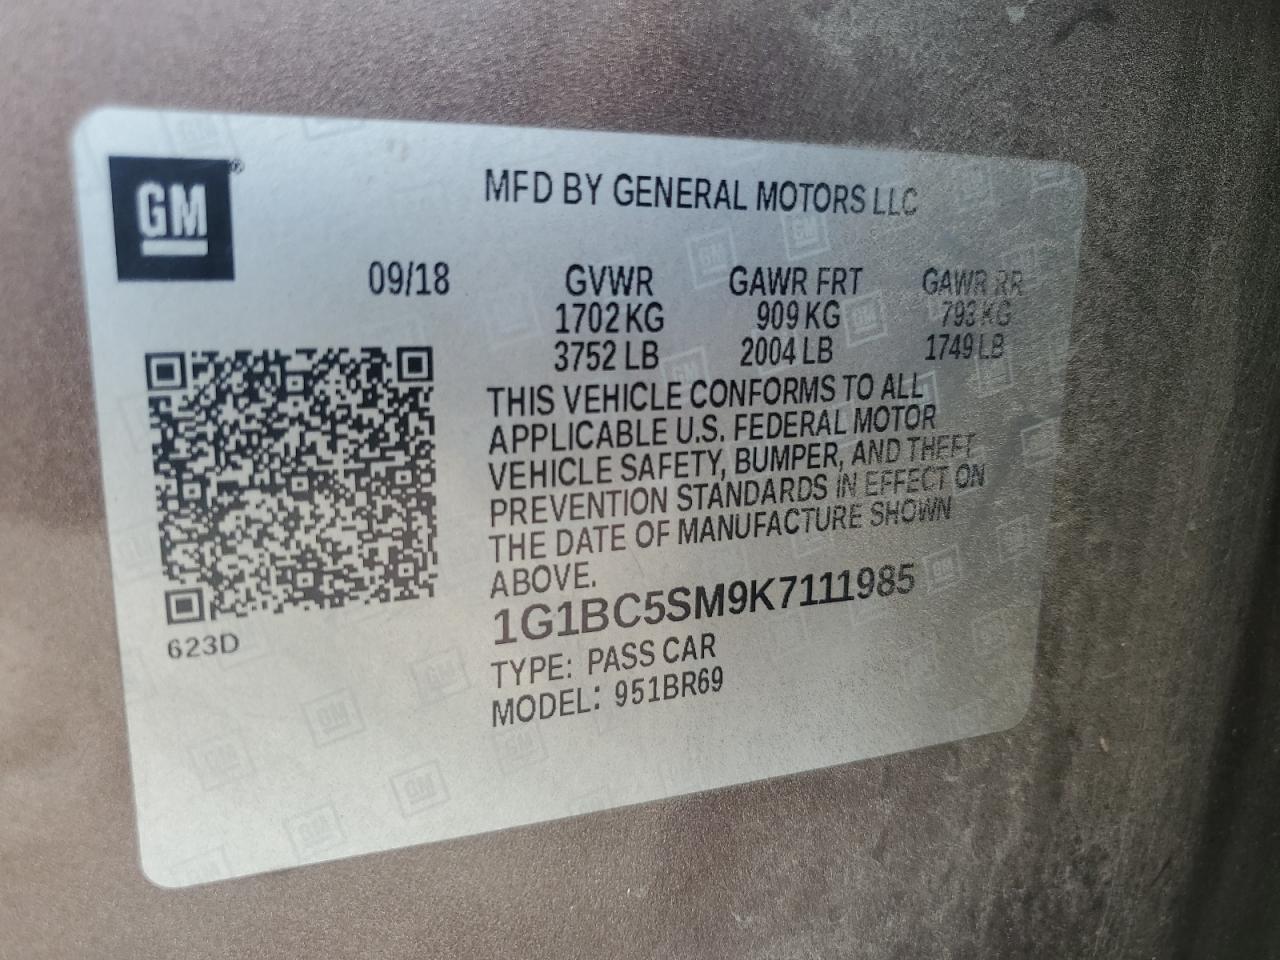 GM
MFD BY GENERAL MOTORS LLC
09/18 GVWR GAWR FRT GAWR RR
1702 KG 909 KG 793 KG
3752 LB 2004 LB 1749 LB
THIS VEHICLE CONFORMS TO ALL
APPLICABLE U.S. FEDERAL MOTOR
VEHICLE SAFETY, BUMPER, AND THEFT
PREVENTION STANDARDS IN EFFECT ON
THE DATE OF MANUFACTURE SHOWN
ABOVE.
1G1BC5SM9K7111985
623D
TYPE: PASS CAR
MODEL: 951BR69